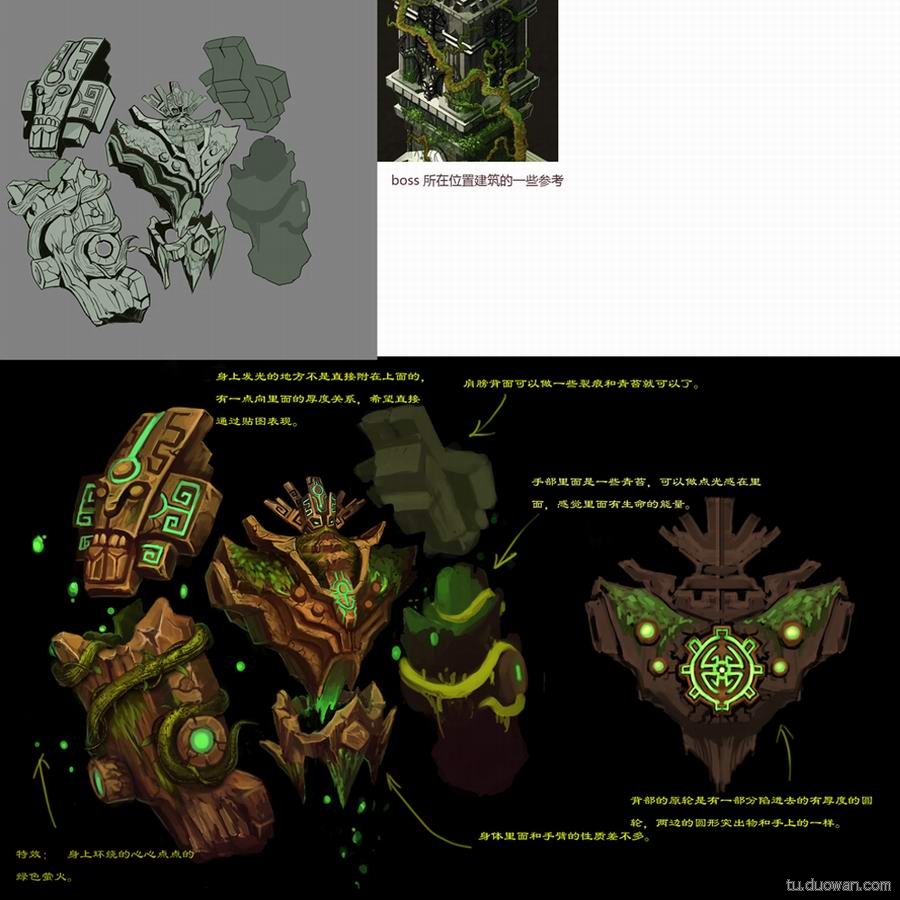 boss 所在位置建筑的一些参考
身上发光的地方不是直接附在上面的，
有一点向里面的厚度关系，希望直接
通过贴图表现。
肩膀背面可以做一些裂痕和青苔就可以了。
手部里面是一些青苔，可以做点光感在里
面，感觉里面有生命的能量。
背部的原轮是有一部分陷进去的有厚度的圆
轮，两边的圆形突出物和手上的一样。
身体里面和手臂的性质差不多。
特效： 身上环绕的心心点点的
绿色萤火。
tu.duowan.com